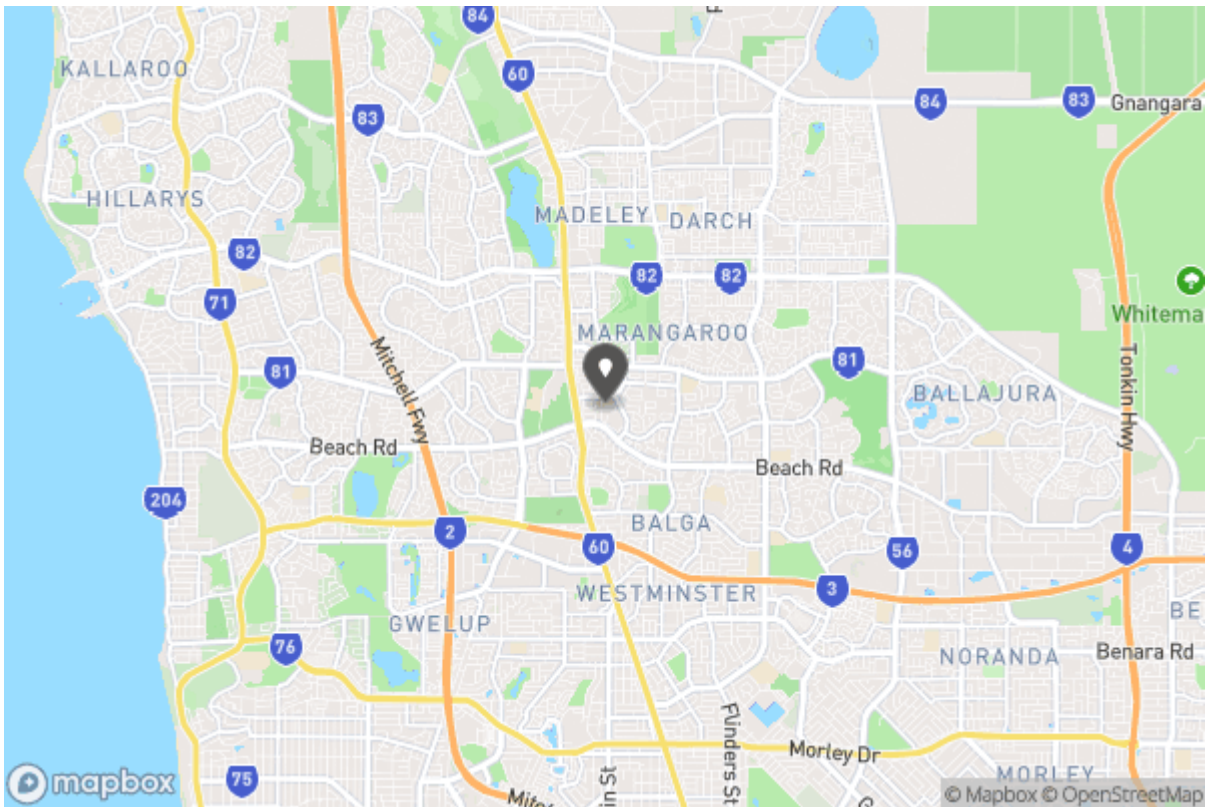 84
KALLAROO
60
84
83
Gnangara
83
HILLARYS
MADELEY
DARCH
82
82
82
71
Whitema
MARANGAROO
Mitchell Fwy
81
81
BALLAJURA
Tonkin Hwy
Beach Rd
Beach Rd
204
BALGA
2
60
56
4
3
WESTMINSTER
GWELUP
BE
76
NORANDA
Benara Rd
Flinders St
Morley Dr
75
in St
MORLEY
mapbox
© Mapbox © OpenStreetMap